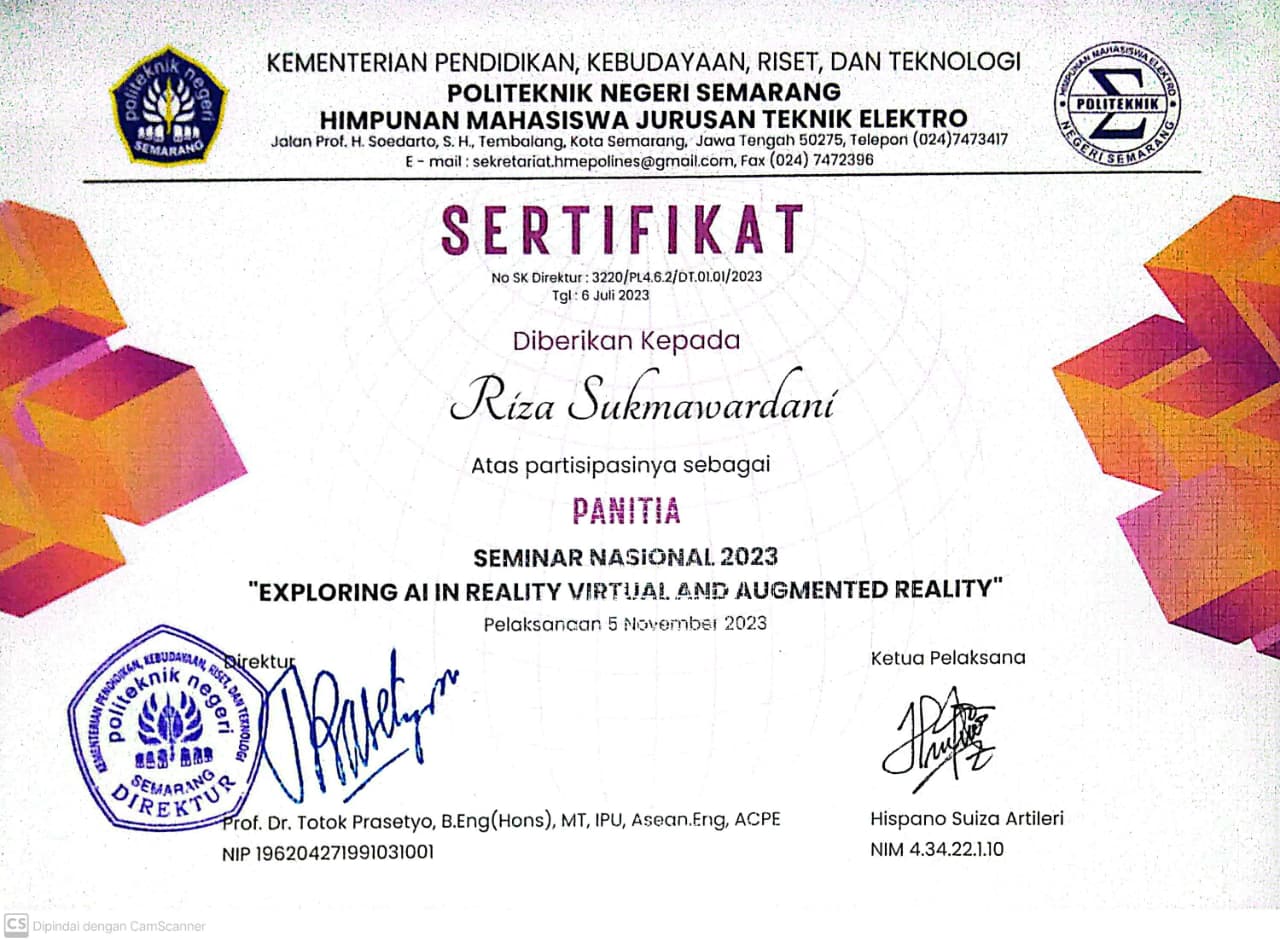 KEMENTERIAN PENDIDIKAN, KEBUDAYAAN, RISET, DAN TEKNOLOGI
POLITEKNIK NEGERI SEMARANG
HIMPUNAN MAHASISWA JURUSAN TEKNIK ELEKTRO
Jalan Prof. H. Soedarto, S. H., Tembalang, Kota Semarang, Jawa Tengah 50275, Telepon (024)7473417
E - mail : sekretariat.hmepolines@gmail.com, Fax (024) 7472396
politeknik negeri
SEMARANG
HIMPUNAN MAHASISWA ELEKTRO
POLITEKNIK
NEGERI SEMARANG
SERTIFIKAT
No SK Direktur : 3220/PL4.6.2/DT.01.01/2023
Tgl : 6 Juli 2023
Diberikan Kepada
Riza Sukmawardani
Atas partisipasinya sebagai
PANITIA
SEMINAR NASIONAL 2023
"EXPLORING AI IN REALITY VIRTUAL AND AUGMENTED REALITY"
Pelaksanaan 5 November 2023
Direktur
KEMENTERIAN PENDIDIKAN, KEBUDAYAAN, RISET, DAN TEKNOLOGI
politeknik negeri
SEMARANG
DIREKTUR
Prof. Dr. Totok Prasetyo, B.Eng(Hons), MT, IPU, Asean.Eng, ACPE
NIP 196204271991031001
Ketua Pelaksana
Hispano Suiza Artileri
NIM 4.34.22.1.10
CS Dipindai dengan CamScanner